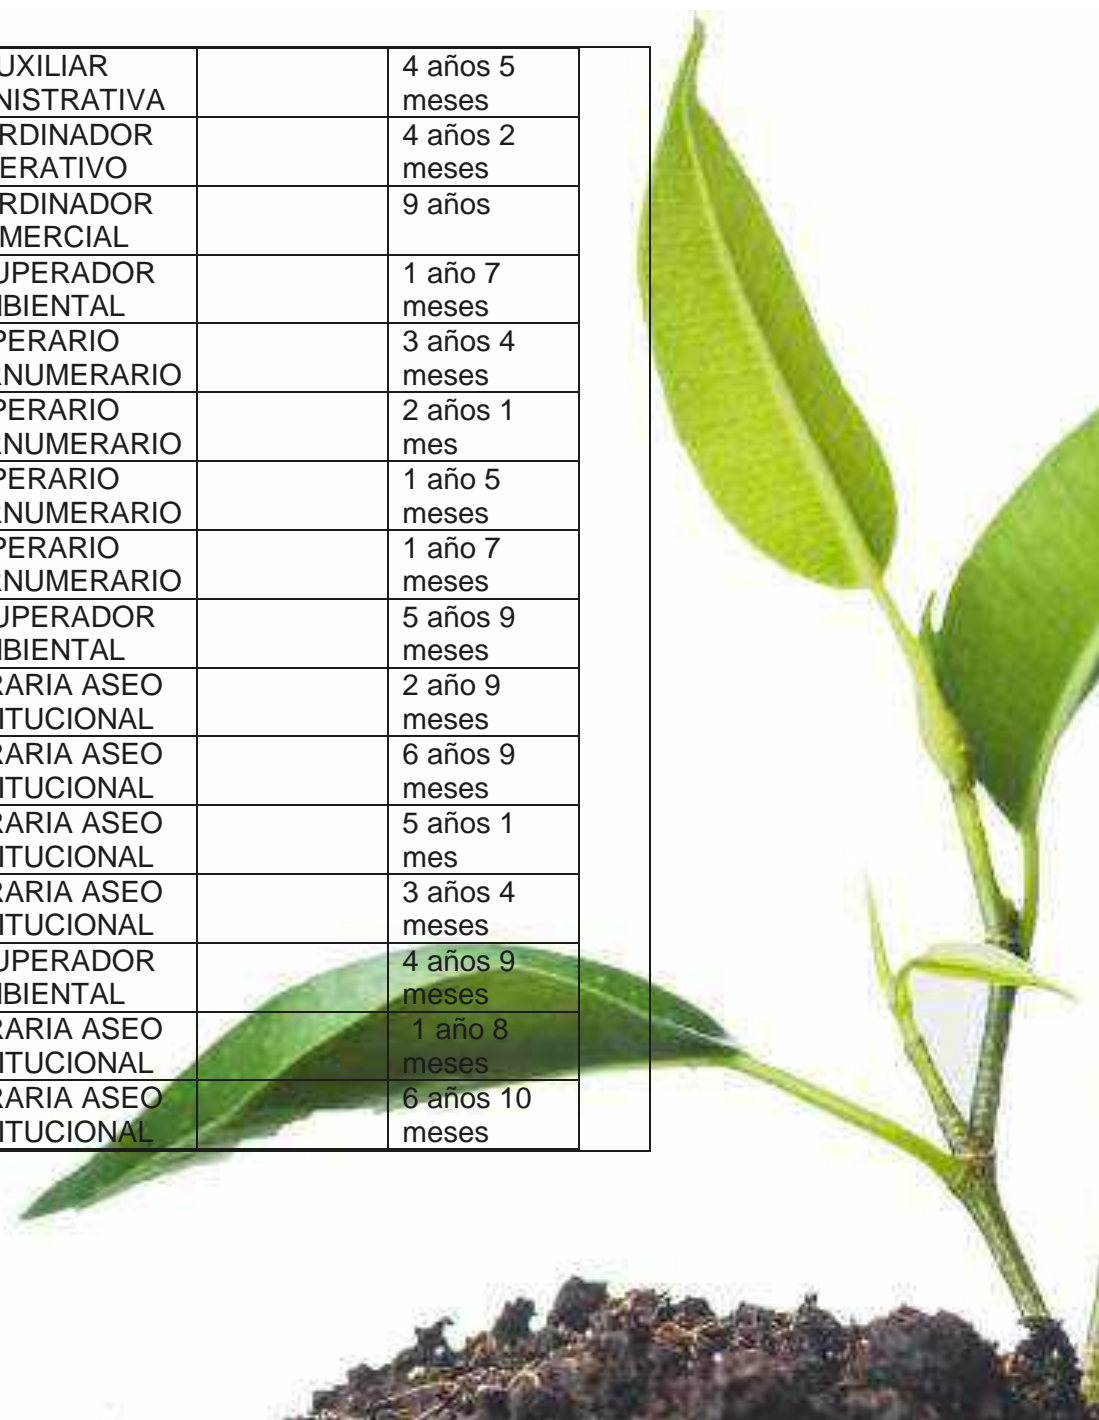 UXILIAR
NISTRATIVA
4 años 5
meses
RDINADOR
ERATIVO
4 años 2
meses
RDINADOR
MERCIAL
9 años
UPERADOR
BIENTAL
1 año 7
meses
PERARIO
NUMERARIO
3 años 4
meses
PERARIO
NUMERARIO
2 años 1
mes
PERARIO
NUMERARIO
1 año 5
meses
PERARIO
NUMERARIO
1 año 7
meses
UPERADOR
BIENTAL
5 años 9
meses
RARIA ASEO
ITUCIONAL
2 año 9
meses
RARIA ASEO
ITUCIONAL
6 años 9
meses
RARIA ASEO
ITUCIONAL
5 años 1
mes
RARIA ASEO
ITUCIONAL
3 años 4
meses
UPERADOR
BIENTAL
4 años 9
meses
RARIA ASEO
ITUCIONAL
1 año 8
meses
RARIA ASEO
ITUCIONAL
6 años 10
meses